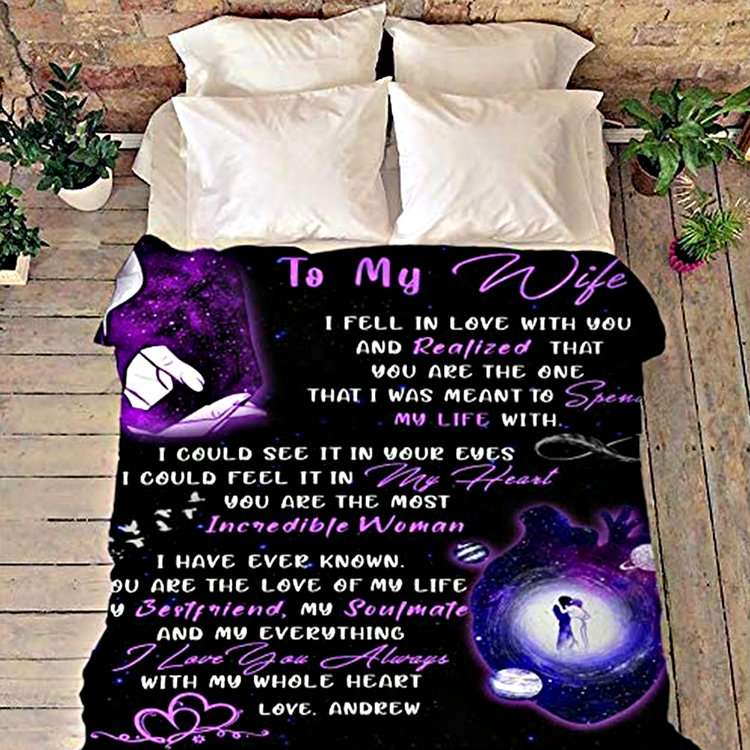 To My Wife
I FELL IN LOVE WITH YOU
AND Realized THAT
YOU ARE THE ONE
THAT I WAS MEANT TO Spen
MY LIFE WITH.
I COULD SEE IT IN YOUR EYES
I COULD FEEL IT IN My Heart
YOU ARE THE MOST
Incredible Woman
I HAVE EVER KNOWN.
OU ARE THE LOVE OF MY LIFE
Y Bestfriend, MY Soulmate
AND MY EVERYTHING
I Love You Always
WITH MY WHOLE HEART
LOVE, ANDREW